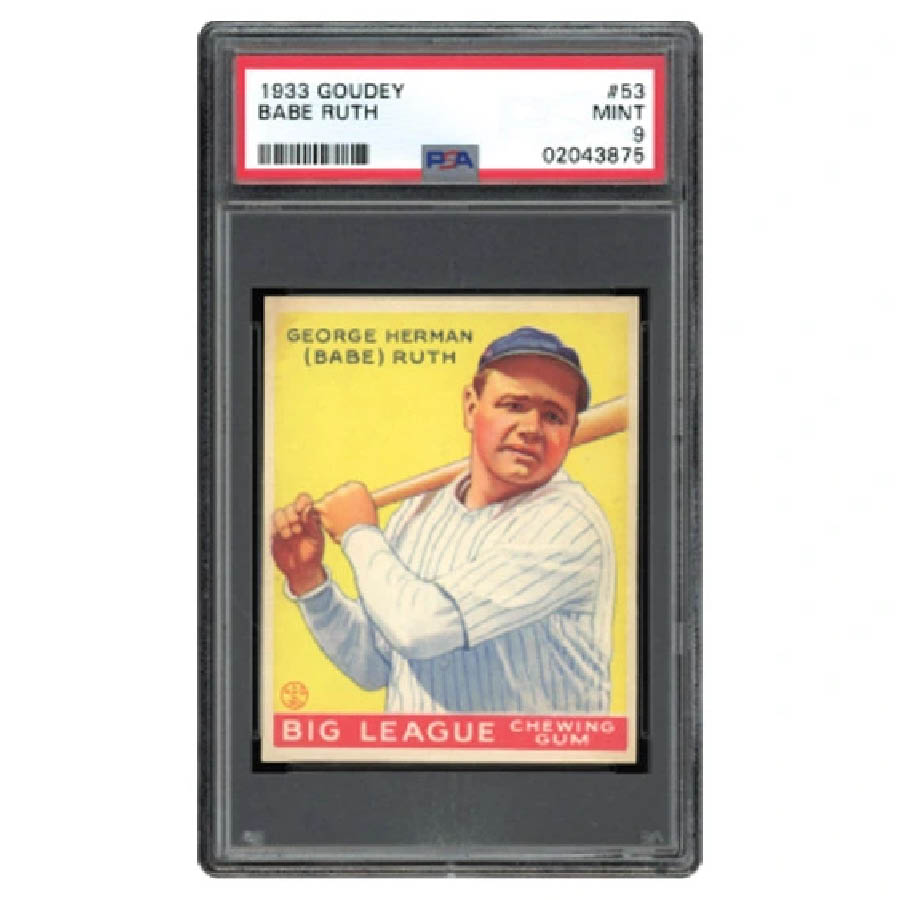 1933 GOUDEY #53
BABE RUTH MINT
9
PSA 02043875
GEORGE HERMAN
(BABE) RUTH
BIG LEAGUE CHEWING
GUM